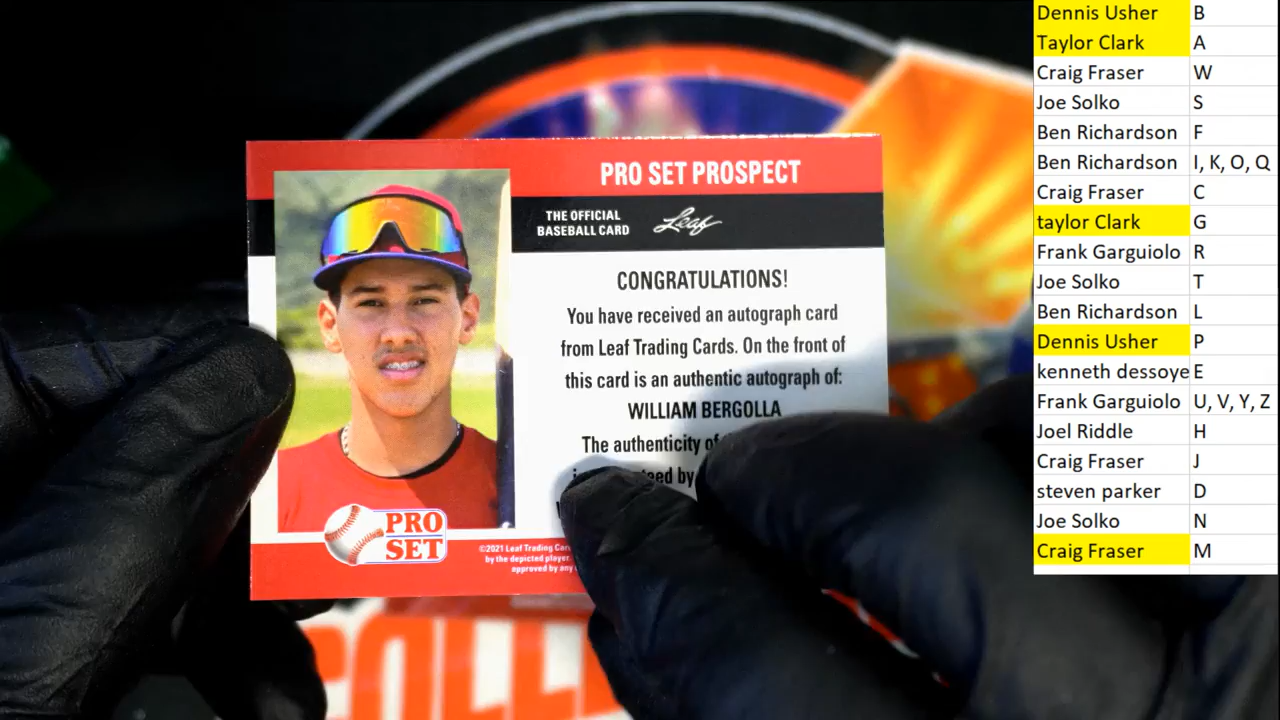 PRO SET PROSPECT
THE OFFICIAL
BASEBALL CARD
Leaf
CONGRATULATIONS!
You have received an autograph card
from Leaf Trading Cards. On the front of
this card is an authentic autograph of:
WILLIAM BERGOLLA
The authenticity of
by
PRO
SET
©2021 Leaf Trading
by the depicted player.
approved by any
Dennis Usher B
Taylor Clark A
Craig Fraser W
Joe Solko S
Ben Richardson F
Ben Richardson I, K, O, Q
Craig Fraser C
taylor Clark G
Frank Garguiolo R
Joe Solko T
Ben Richardson L
Dennis Usher P
kenneth dessoye E
Frank Garguiolo U, V, Y, Z
Joel Riddle H
Craig Fraser J
steven parker D
Joe Solko N
Craig Fraser M